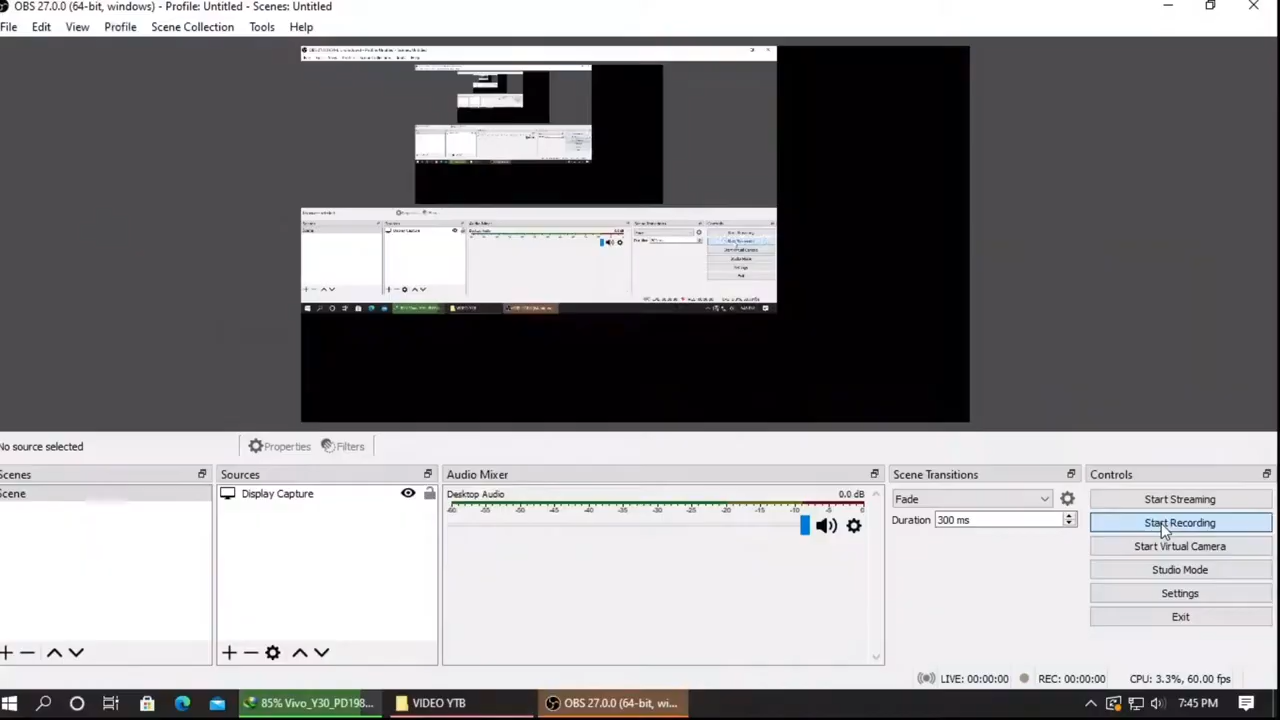 OBS 27.0.0 (64-bit, windows) - Profile: Untitled - Scenes: Untitled
File Edit View Profile Scene Collection Tools Help
No source selected
Properties Filters
Scenes
Scene
Sources
Display Capture
Audio Mixer
Desktop Audio 0.0 dB
-60 -55 -50 -45 -40 -35 -30 -25 -20 -15 -10 -5 0
Scene Transitions
Fade
Duration 300 ms
Controls
Start Streaming
Start Recording
Start Virtual Camera
Studio Mode
Settings
Exit
LIVE: 00:00:00 REC: 00:00:00 CPU: 3.3%, 60.00 fps
85% Vivo_Y30_PD198... VIDEO YTB OBS 27.0.0 (64-bit, wi... 7:45 PM